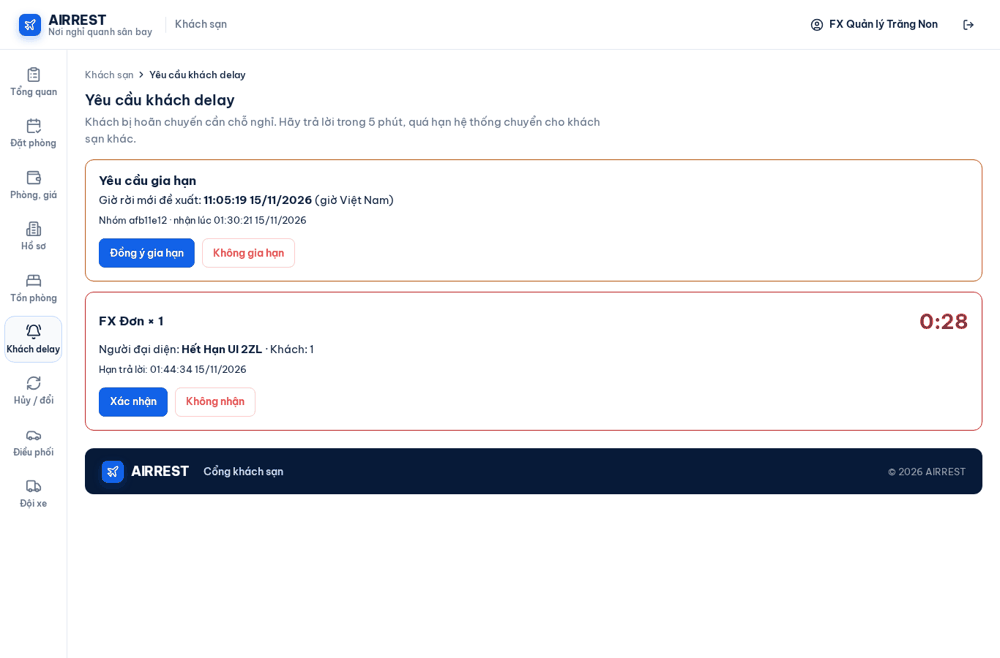 AIRREST
Nơi nghỉ quanh sân bay
Khách sạn
FX Quản lý Trăng Non
Tổng quan
Đặt phòng
Phòng, giá
Hồ sơ
Tồn phòng
Khách delay
Hủy / đổi
Điều phối
Đội xe
Khách sạn > Yêu cầu khách delay
Yêu cầu khách delay
Khách bị hoãn chuyến cần chỗ nghỉ. Hãy trả lời trong 5 phút, quá hạn hệ thống chuyển cho khách
sạn khác.
Yêu cầu gia hạn
Giờ rời mới đề xuất: 11:05:19 15/11/2026 (giờ Việt Nam)
Nhóm afb11e12 · nhận lúc 01:30:21 15/11/2026
Đồng ý gia hạn
Không gia hạn
FX Đơn × 1
0:28
Người đại diện: Hết Hạn UI 2ZL · Khách: 1
Hạn trả lời: 01:44:34 15/11/2026
Xác nhận
Không nhận
AIRREST
Cổng khách sạn
© 2026 AIRREST